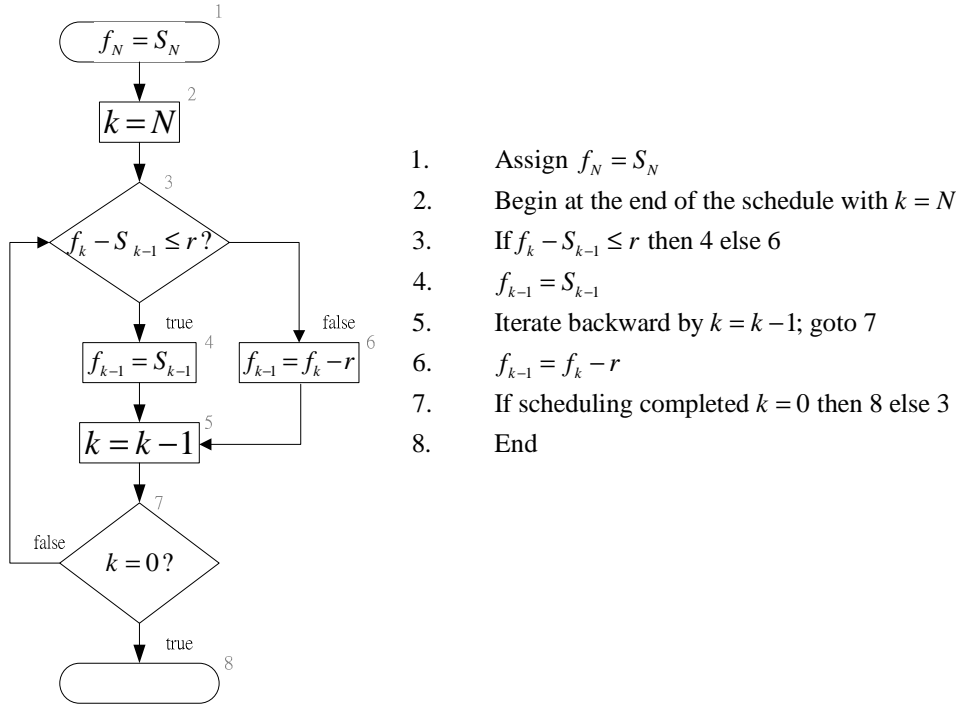 1
f_N = S_N
2
k = N
3
f_k − S_{k−1} ≤ r ?
true
false
4
f_{k−1} = S_{k−1}
6
f_{k−1} = f_k − r
5
k = k − 1
7
false
k = 0 ?
true
8
1. Assign f_N = S_N
2. Begin at the end of the schedule with k = N
3. If f_k − S_{k−1} ≤ r then 4 else 6
4. f_{k−1} = S_{k−1}
5. Iterate backward by k = k − 1; goto 7
6. f_{k−1} = f_k − r
7. If scheduling completed k = 0 then 8 else 3
8. End